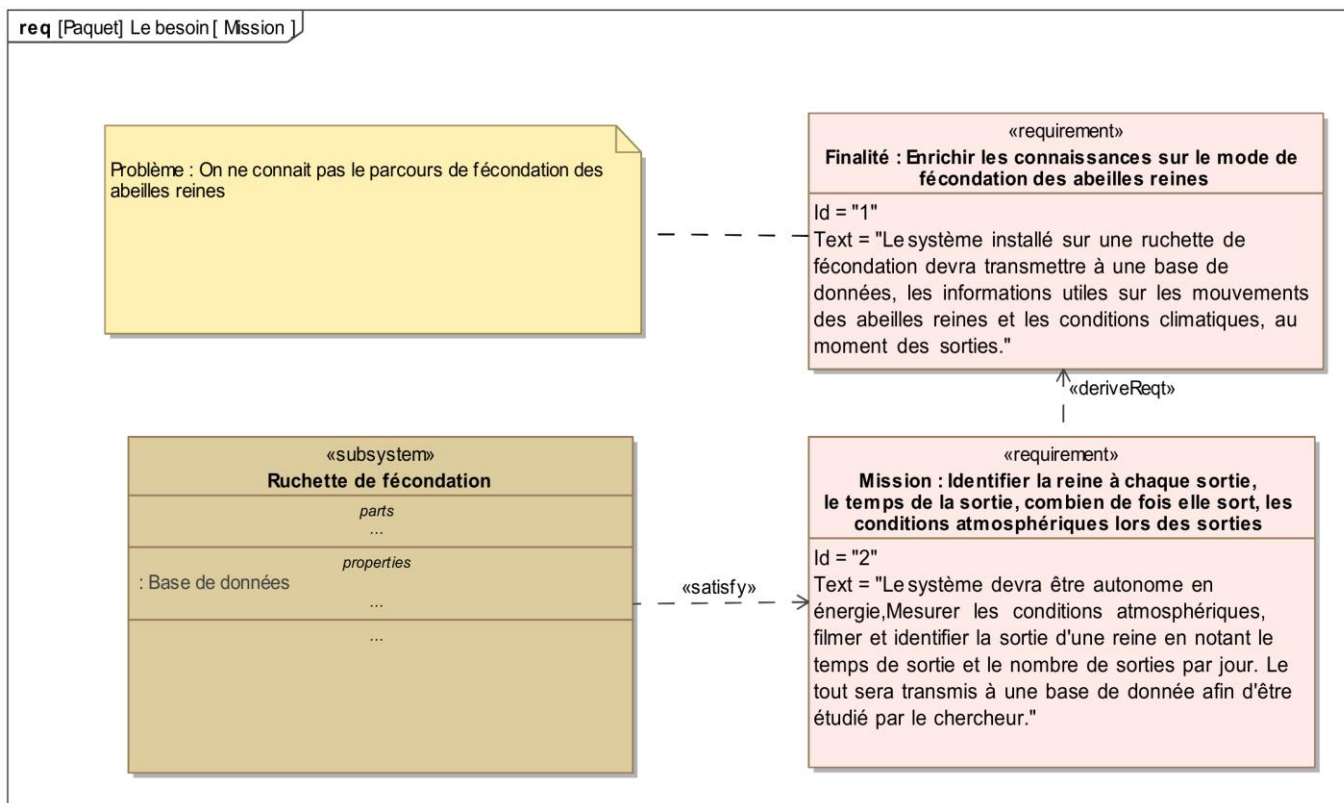 req [Paquet] Le besoin [ Mission ]
Problème : On ne connait pas le parcours de fécondation des
abeilles reines
«requirement»
Finalité : Enrichir les connaissances sur le mode de
fécondation des abeilles reines
Id = "1"
Text = "Le système installé sur une ruchette de
fécondation devra transmettre à une base de
données, les informations utiles sur les mouvements
des abeilles reines et les conditions climatiques, au
moment des sorties."
«deriveReqt»
«subsystem»
Ruchette de fécondation
parts
...
properties
: Base de données
...
...
«satisfy»
«requirement»
Mission : Identifier la reine à chaque sortie,
le temps de la sortie, combien de fois elle sort, les
conditions atmosphériques lors des sorties
Id = "2"
Text = "Le système devra être autonome en
énergie,Mesurer les conditions atmosphériques,
filmer et identifier la sortie d'une reine en notant le
temps de sortie et le nombre de sorties par jour. Le
tout sera transmis à une base de donnée afin d'être
étudié par le chercheur."